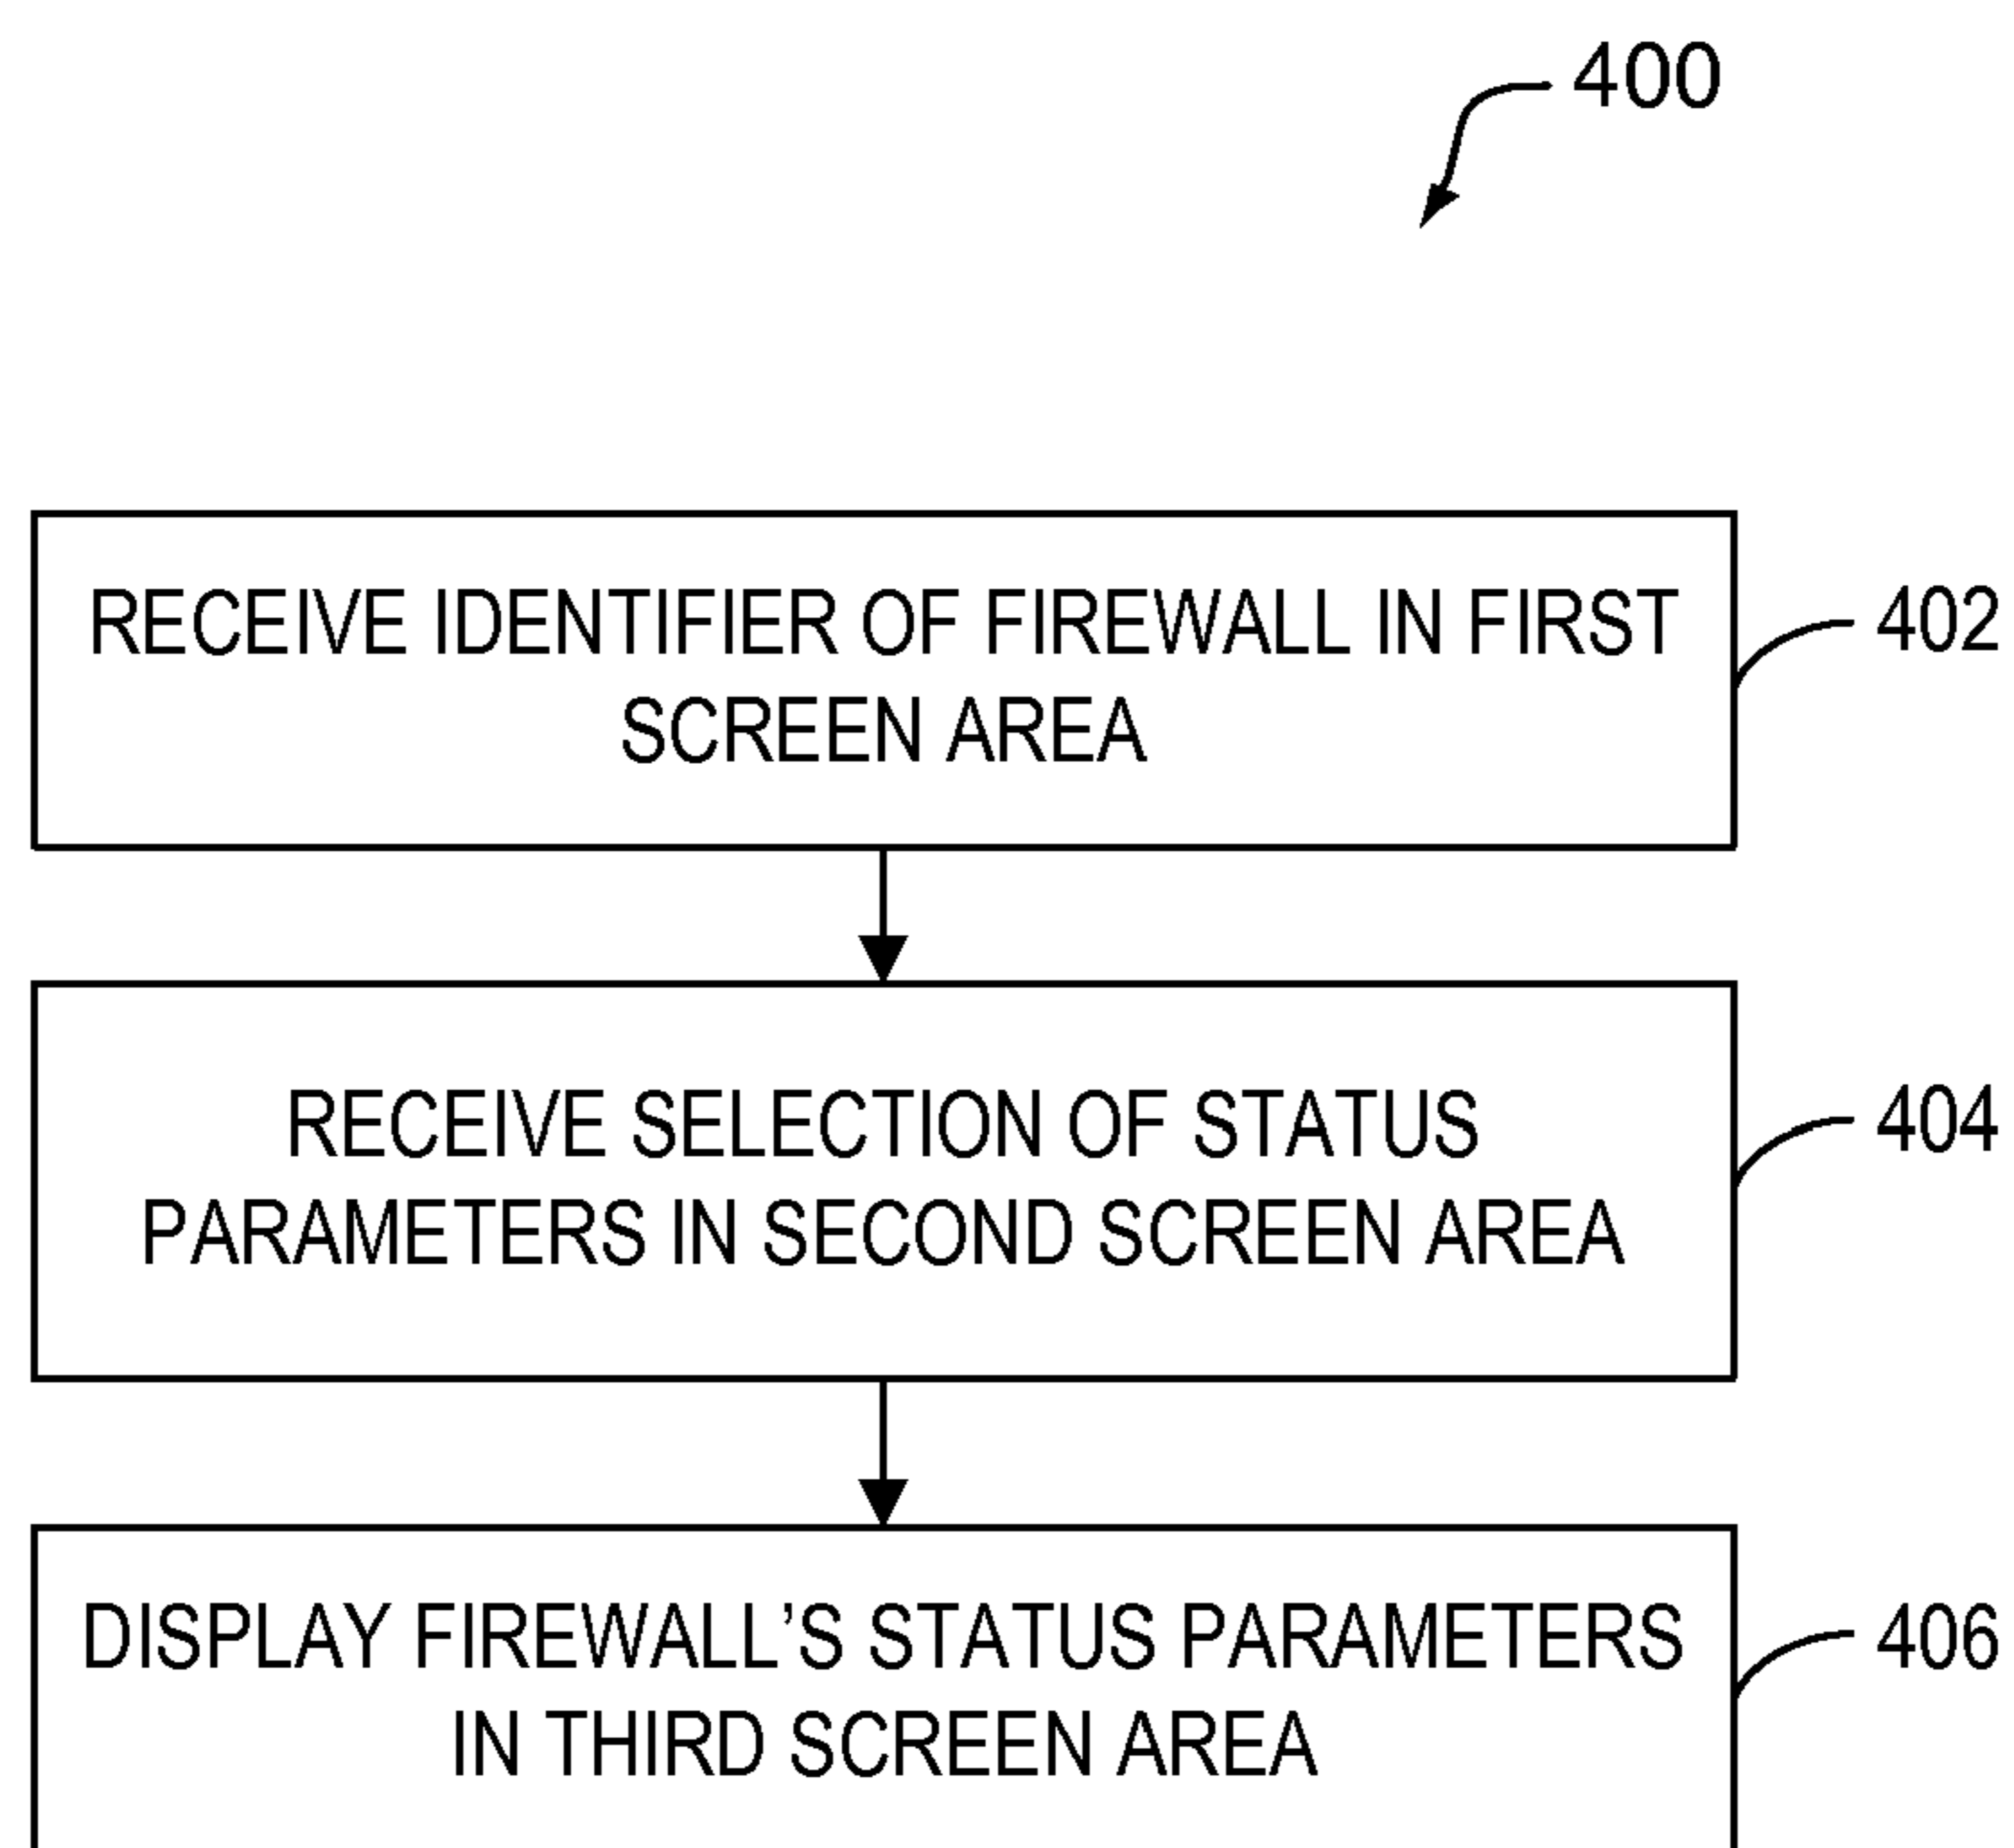 400
RECEIVE IDENTIFIER OF FIREWALL IN FIRST
SCREEN AREA
402
RECEIVE SELECTION OF STATUS
PARAMETERS IN SECOND SCREEN AREA
404
DISPLAY FIREWALL'S STATUS PARAMETERS
IN THIRD SCREEN AREA
406